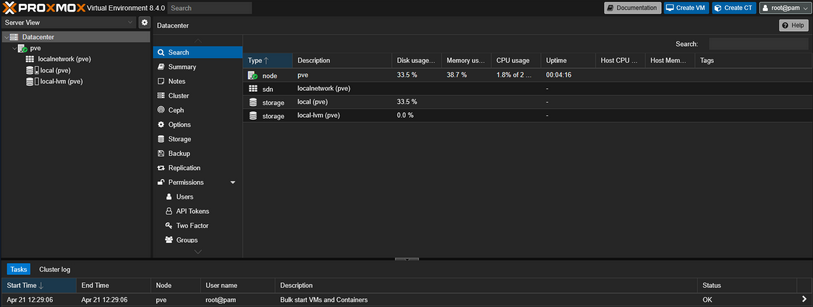 PROXMOX Virtual Environment 8.4.0 Search Documentation Create VM Create CT root@pam
Server View Datacenter Help
Datacenter
pve
localnetwork (pve)
local (pve)
local-lvm (pve)
Search
Summary
Notes
Cluster
Ceph
Options
Storage
Backup
Replication
Permissions
Users
API Tokens
Two Factor
Groups
Search:
Type Description Disk usage... Memory us... CPU usage Uptime Host CPU ... Host Mem... Tags
node pve 33.5 % 38.7 % 1.8% of 2 ... 00:04:16
sdn localnetwork (pve) -
storage local (pve) 33.5 % -
storage local-lvm (pve) 0.0 % -
Tasks Cluster log
Start Time End Time Node User name Description Status
Apr 21 12:29:06 Apr 21 12:29:06 pve root@pam Bulk start VMs and Containers OK